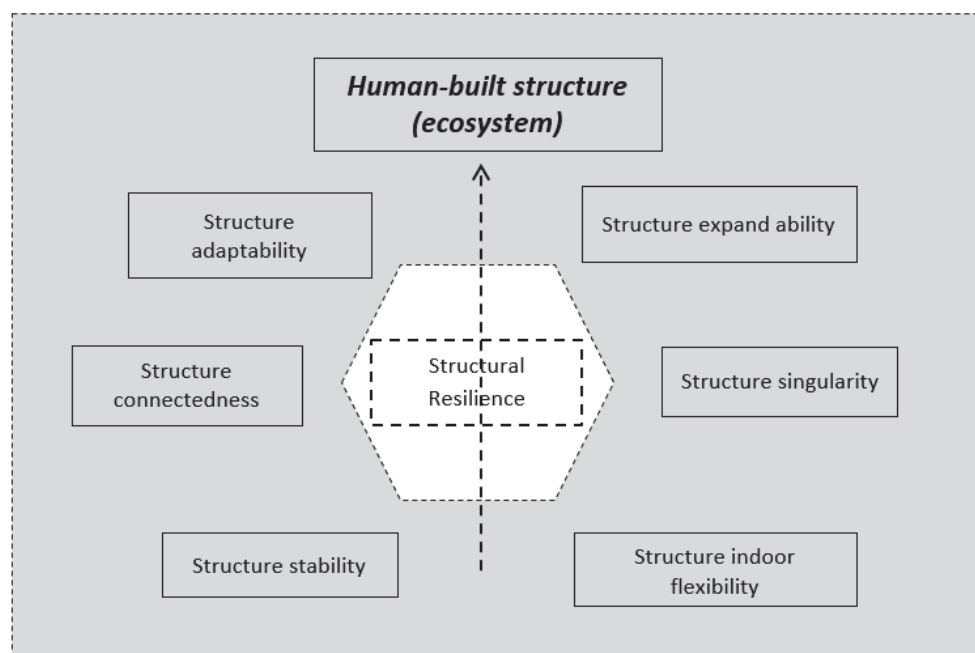 Human-built structure
(ecosystem)
Structure
adaptability
Structure expand ability
Structure
connectedness
Structural
Resilience
Structure singularity
Structure stability
Structure indoor
flexibility